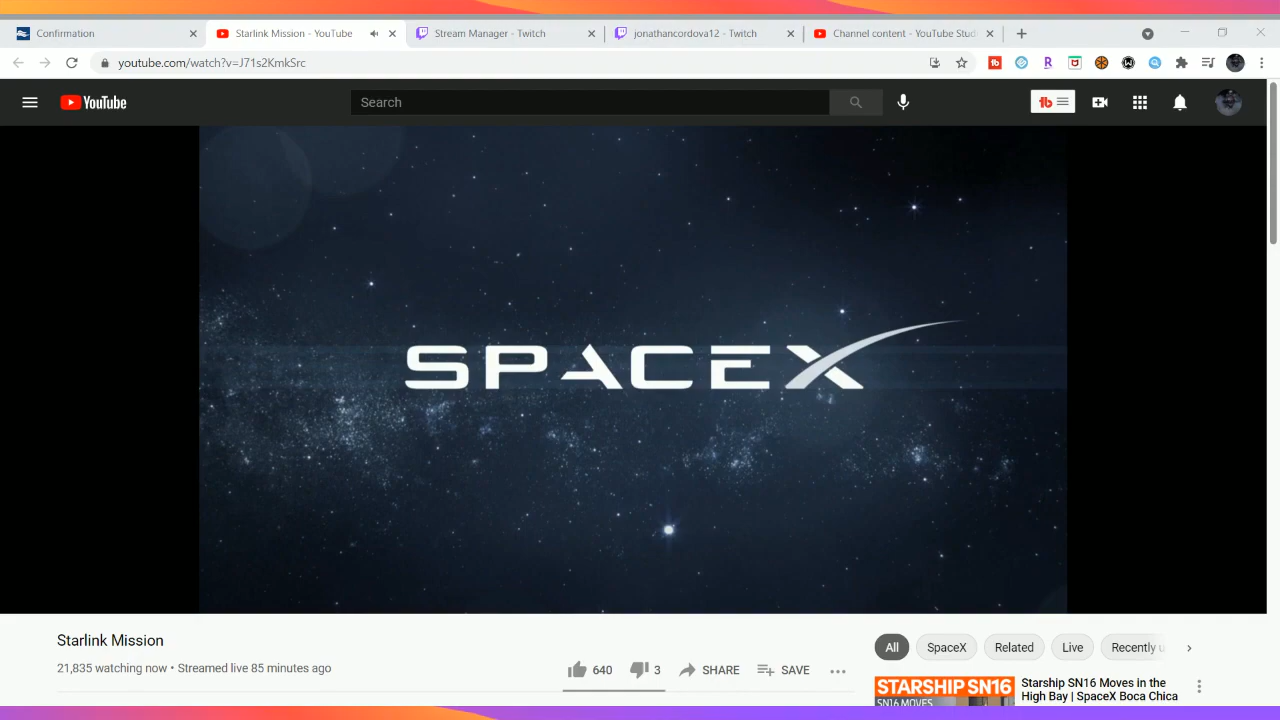 Confirmation
Starlink Mission - YouTube
Stream Manager - Twitch
jonathancordova12 - Twitch
Channel content - YouTube Stud
youtube.com/watch?v=J71s2KmkSrc
YouTube
Search
SPACEX
Starlink Mission
21,835 watching now • Streamed live 85 minutes ago
640
3
SHARE
SAVE
All
SpaceX
Related
Live
Recently u
STARSHIP SN16
SN16 MOVES
Starship SN16 Moves in the
High Bay | SpaceX Boca Chica